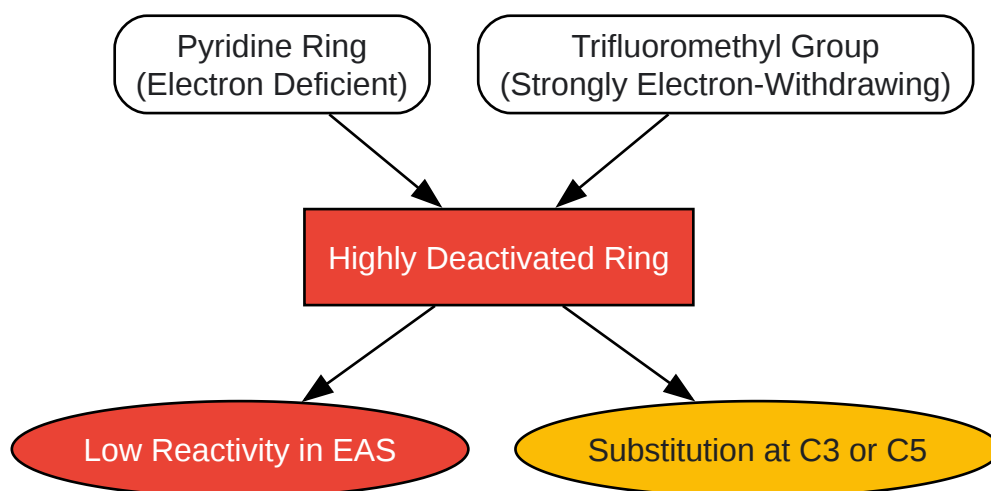 Pyridine Ring
(Electron Deficient)
Trifluoromethyl Group
(Strongly Electron-Withdrawing)
Highly Deactivated Ring
Low Reactivity in EAS
Substitution at C3 or C5